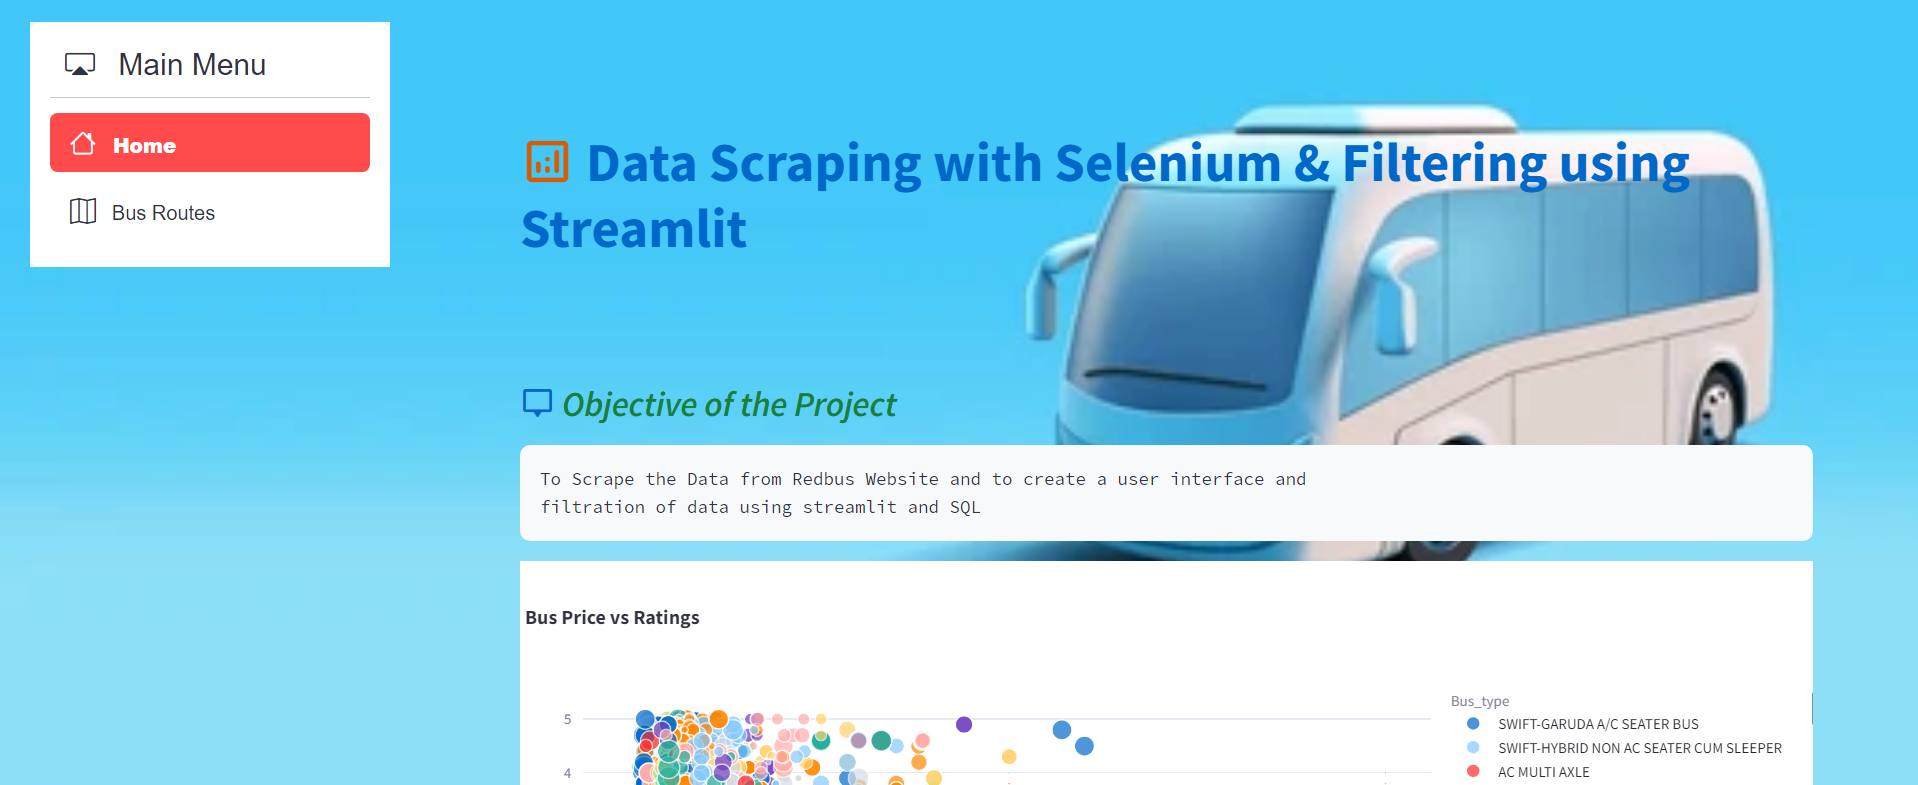 Main Menu
Home
Bus Routes
Data Scraping with Selenium & Filtering using
Streamlit
Objective of the Project
To Scrape the Data from Redbus Website and to create a user interface and
filtration of data using streamlit and SQL
Bus Price vs Ratings
5
4
Bus_type
SWIFT-GARUDA A/C SEATER BUS
SWIFT-HYBRID NON AC SEATER CUM SLEEPER
AC MULTI AXLE